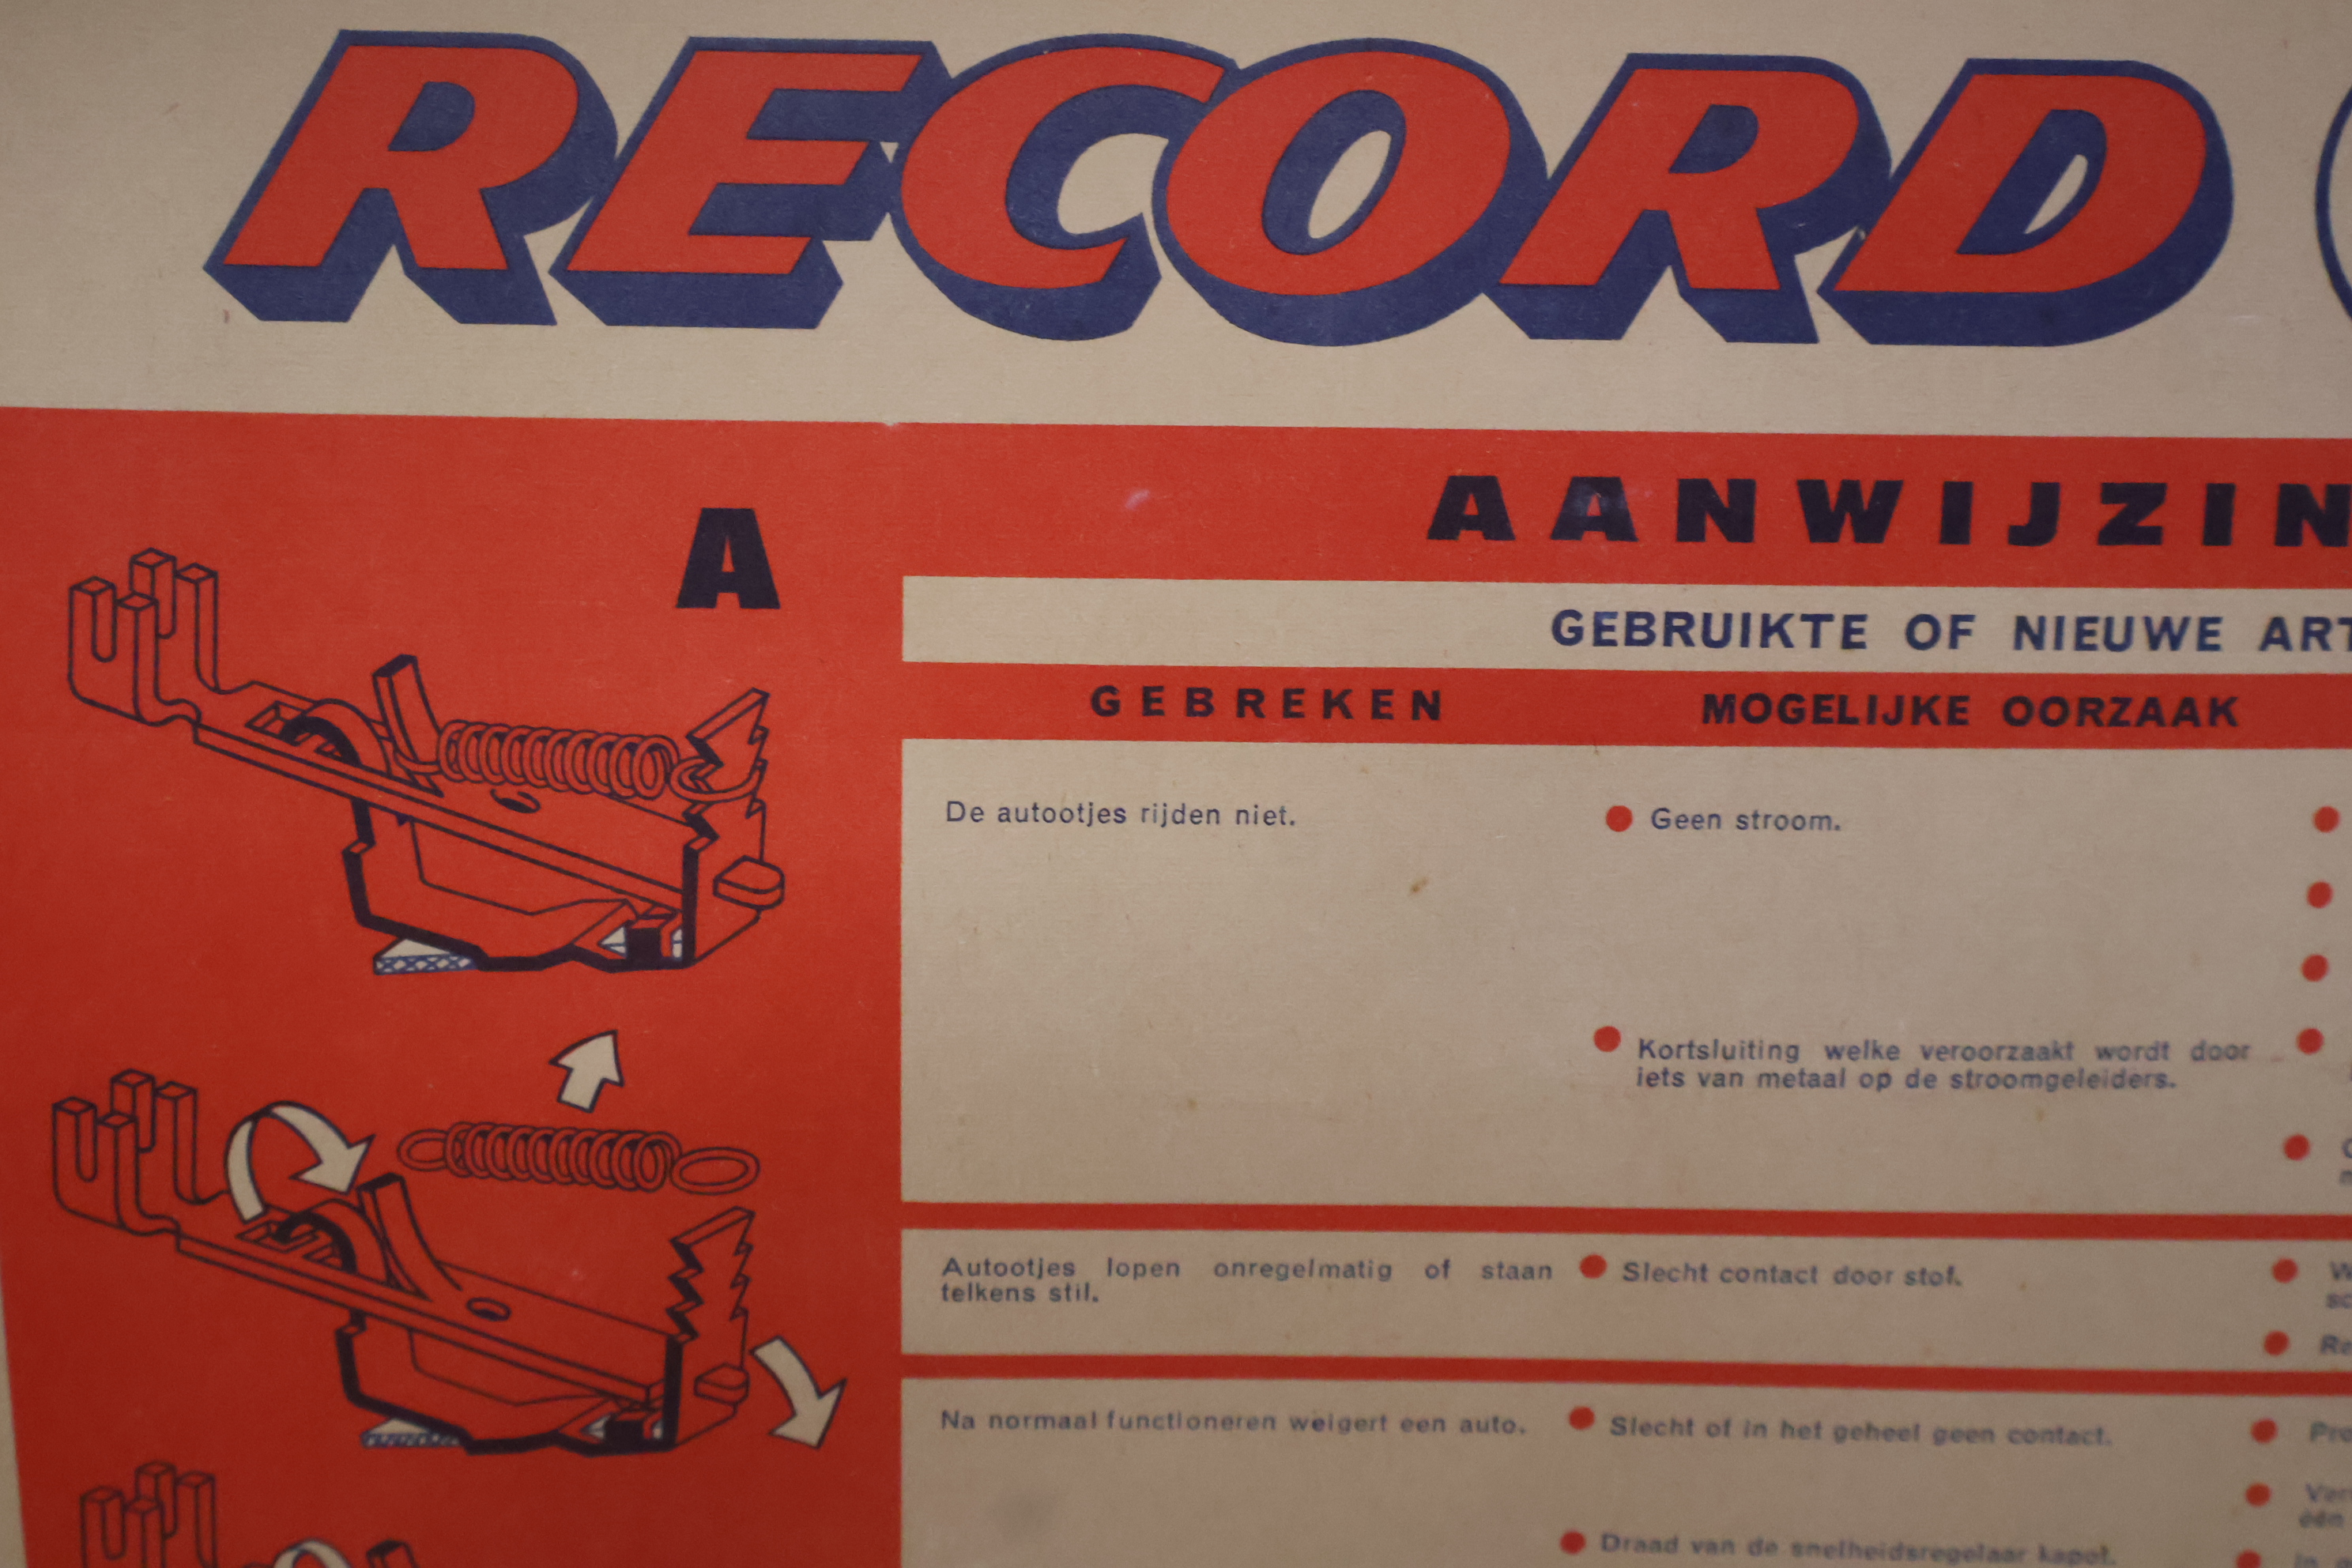 RECORD
A
AANWIJZIN
GEBRUIKTE OF NIEUWE ART
GEBREKEN
MOGELIJKE OORZAAK
De autootjes rijden niet.
Geen stroom.
Kortsluiting welke veroorzaakt wordt door
iets van metaal op de stroomgeleiders.
Autootjes lopen onregelmatig of staan
telkens stil.
Slecht contact door stof.
Na normaal functioneren weigert een auto.
Slecht of in het geheel geen contact.
Draad van de snelheidsregelaar kapot.
één